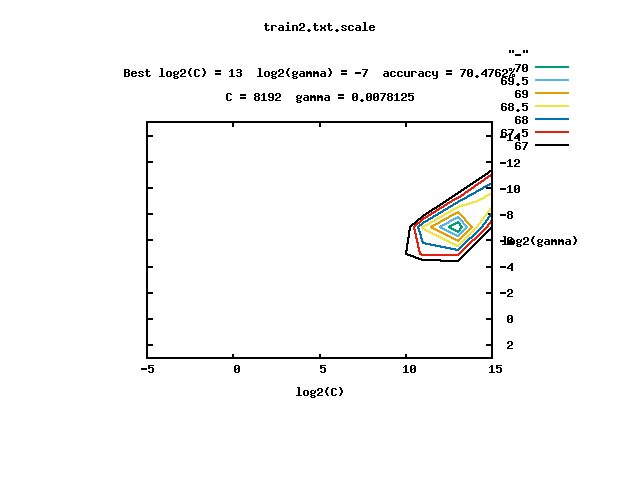 train2.txt.scale
"-"
Best log2(C) = 13  log2(gamma) = -7  accuracy = 70.4762%
70
69.5
C = 8192  gamma = 0.0078125
69
68.5
68
67.5
-14
67
-12
-10
-8
-6
log2(gamma)
-4
-2
0
2
-5 0 5 10 15
log2(C)